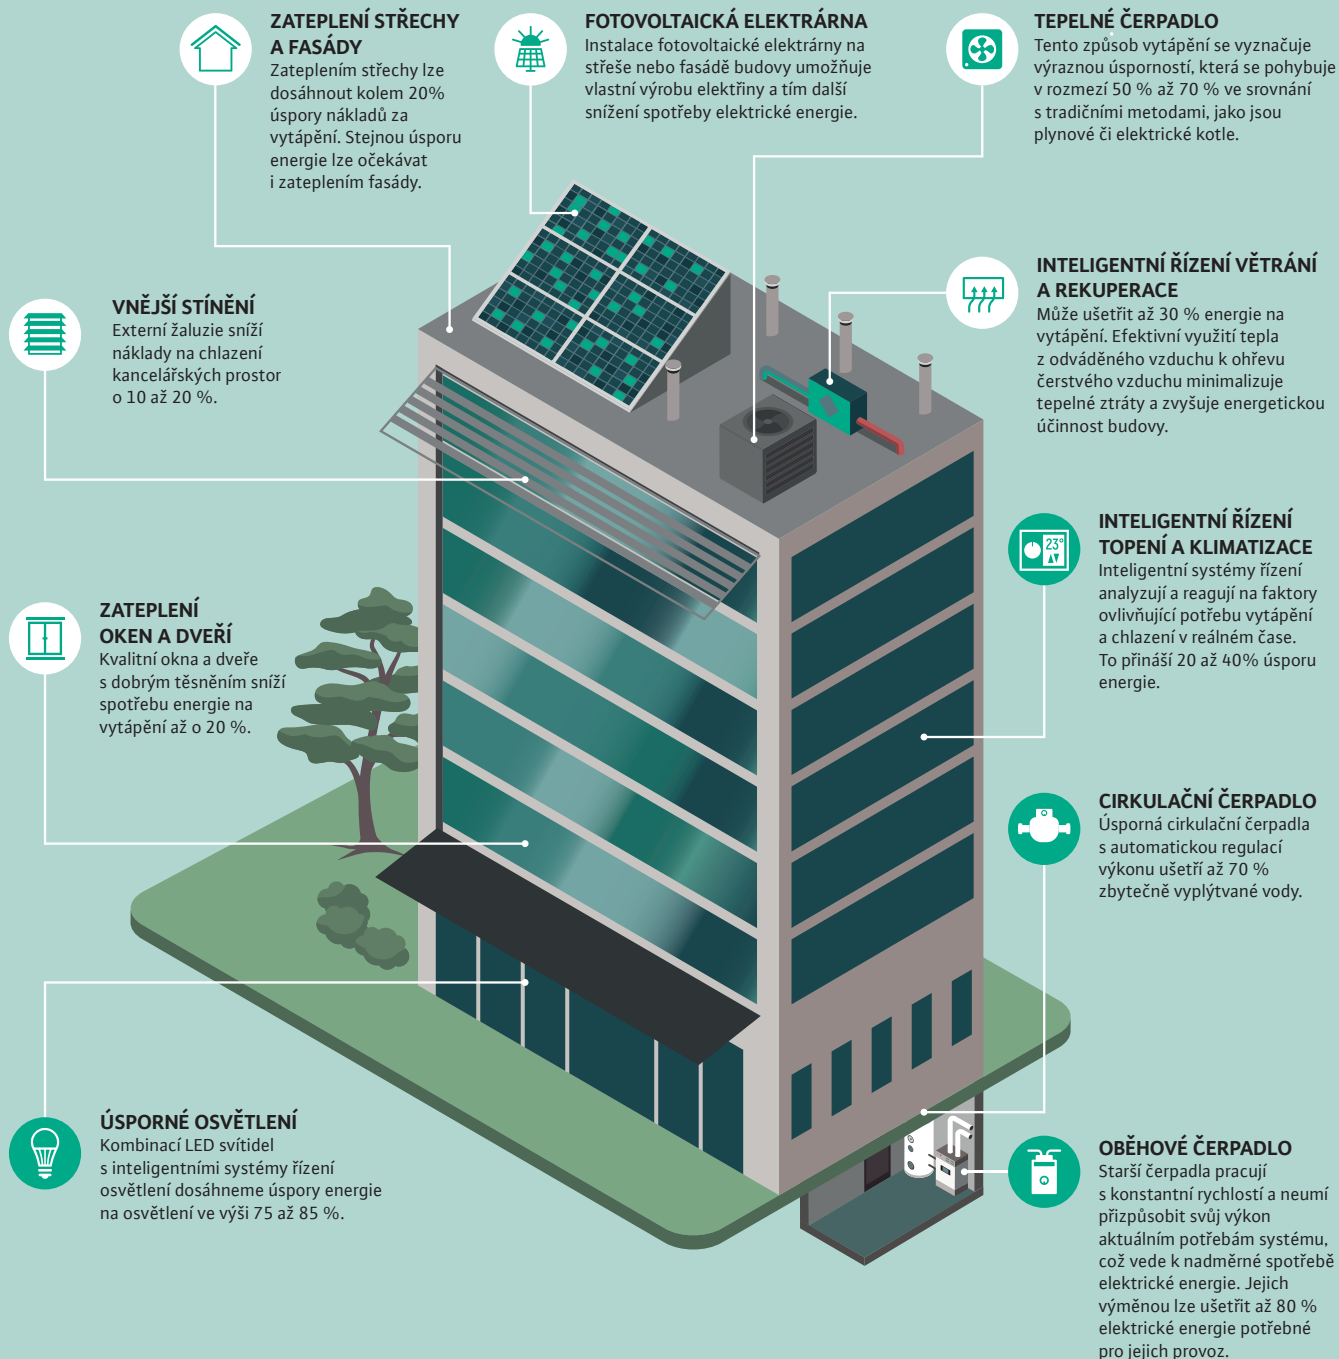 ZATEPLENÍ STŘECHY
A FASÁDY
Zateplením střechy lze
dosáhnout kolem 20%
úspory nákladů za
vytápění. Stejnou úsporu
energie lze očekávat
i zateplením fasády.
FOTOVOLTAICKÁ ELEKTRÁRNA
Instalace fotovoltaické elektrárny na
střeše nebo fasádě budovy umožňuje
vlastní výrobu elektřiny a tím další
snížení spotřeby elektrické energie.
TEPELNÉ ČERPADLO
Tento způsob vytápění se vyznačuje
výraznou úsporností, která se pohybuje
v rozmezí 50 % až 70 % ve srovnání
s tradičními metodami, jako jsou
plynové či elektrické kotle.
VNĚJŠÍ STÍNĚNÍ
Externí žaluzie sníží
náklady na chlazení
kancelářských prostor
o 10 až 20 %.
INTELIGENTNÍ ŘÍZENÍ VĚTRÁNÍ
A REKUPERACE
Může ušetřit až 30 % energie na
vytápění. Efektivní využití tepla
z odváděného vzduchu k ohřevu
čerstvého vzduchu minimalizuje
tepelné ztráty a zvyšuje energetickou
účinnost budovy.
23°
INTELIGENTNÍ ŘÍZENÍ
TOPENÍ A KLIMATIZACE
Inteligentní systémy řízení
analyzují a reagují na faktory
ovlivňující potřebu vytápění
a chlazení v reálném čase.
To přináší 20 až 40% úsporu
energie.
ZATEPLENÍ
OKEN A DVEŘÍ
Kvalitní okna a dveře
s dobrým těsněním sníží
spotřebu energie na
vytápění až o 20 %.
CIRKULAČNÍ ČERPADLO
Úsporná cirkulační čerpadla
s automatickou regulací
výkonu ušetří až 70 %
zbytečně vyplýtvané vody.
ÚSPORNÉ OSVĚTLENÍ
Kombinací LED svítidel
s inteligentními systémy řízení
osvětlení dosáhneme úspory energie
na osvětlení ve výši 75 až 85 %.
OBĚHOVÉ ČERPADLO
Starší čerpadla pracují
s konstantní rychlostí a neumí
přizpůsobit svůj výkon
aktuálním potřebám systému,
což vede k nadměrné spotřebě
elektrické energie. Jejich
výměnou lze ušetřit až 80 %
elektrické energie potřebné
pro jejich provoz.